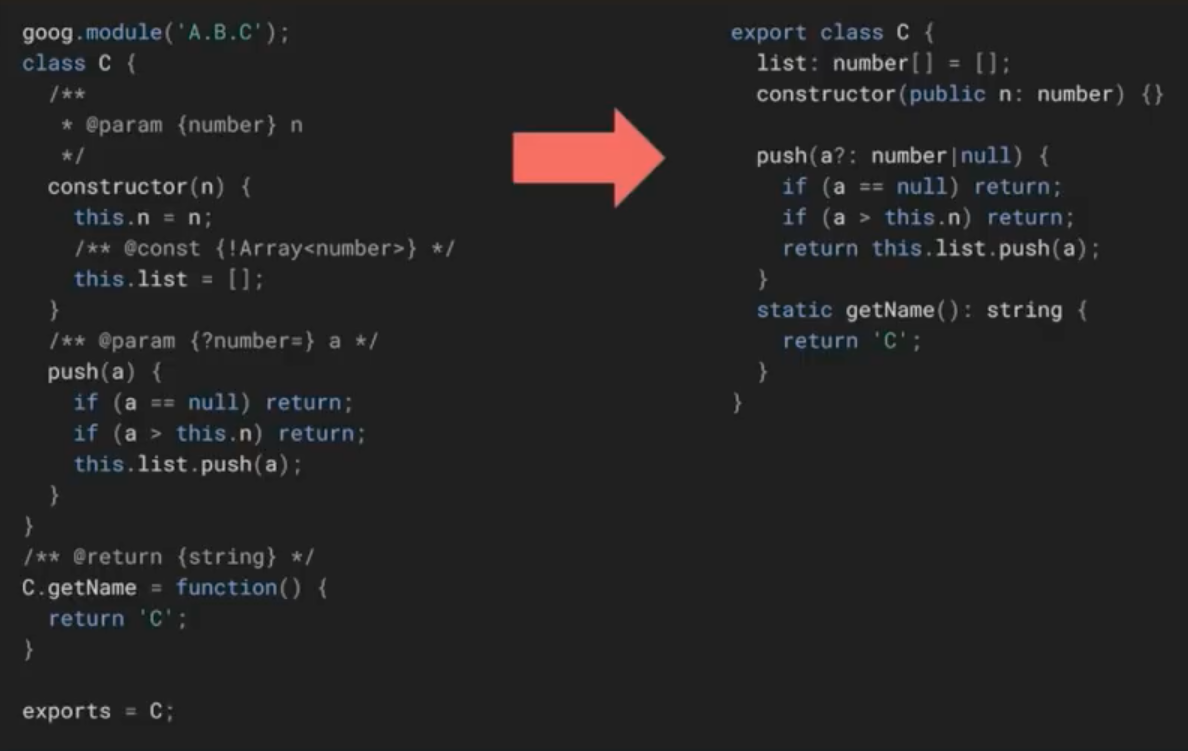 goog.module('A.B.C');
class C {
  /**
   * @param {number} n
   */
  constructor(n) {
    this.n = n;
    /** @const {!Array<number>} */
    this.list = [];
  }
  /** @param {?number=} a */
  push(a) {
    if (a == null) return;
    if (a > this.n) return;
    this.list.push(a);
  }
}
/** @return {string} */
C.getName = function() {
  return 'C';
}

exports = C;

export class C {
  list: number[] = [];
  constructor(public n: number) {}

  push(a?: number|null) {
    if (a == null) return;
    if (a > this.n) return;
    return this.list.push(a);
  }
  static getName(): string {
    return 'C';
  }
}